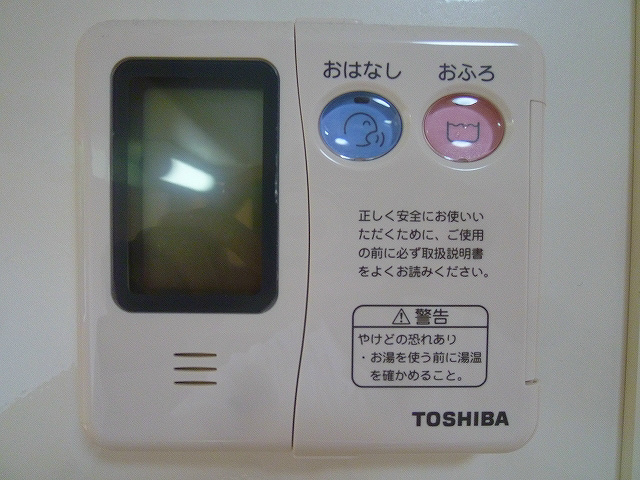 おはなし おふろ
正しく安全にお使いい
ただくために、ご使用
の前に必ず取扱説明書
をよくお読みください。
⚠警告
やけどの恐れあり
・お湯を使う前に湯温
を確かめること。
TOSHIBA